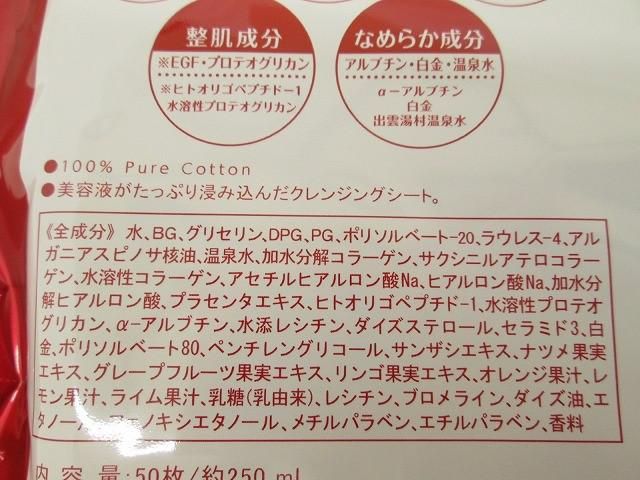 整肌成分
※EGF・プロテオグリカン
※ヒトオリゴペプチドー1
水溶性プロテオグリカン
なめらか成分
アルブチン・白金・温泉水
α－アルブチン
白金
出雲湯村温泉水
●100% Pure Cotton
●美容液がたっぷり浸み込んだクレンジングシート。
《全成分》水、BG、グリセリン、DPG、PG、ポリソルベート-20、ラウレス-4、アル
ガニアスピノサ核油、温泉水、加水分解コラーゲン、サクシニルアテロコラー
ゲン、水溶性コラーゲン、アセチルヒアルロン酸Na、ヒアルロン酸Na、加水分
解ヒアルロン酸、プラセンタエキス、ヒトオリゴペプチド-1、水溶性プロテオ
グリカン、α-アルブチン、水添レシチン、ダイズステロール、セラミド3、白
金、ポリソルベート80、ペンチレングリコール、サンザシエキス、ナツメ果実
エキス、グレープフルーツ果実エキス、リンゴ果実エキス、オレンジ果汁、レ
モン果汁、ライム果汁、乳糖(乳由来)、レシチン、ブロメライン、ダイズ油、エ
タノール、フェノキシエタノール、メチルパラベン、エチルパラベン、香料
内容量:50枚/約250ml